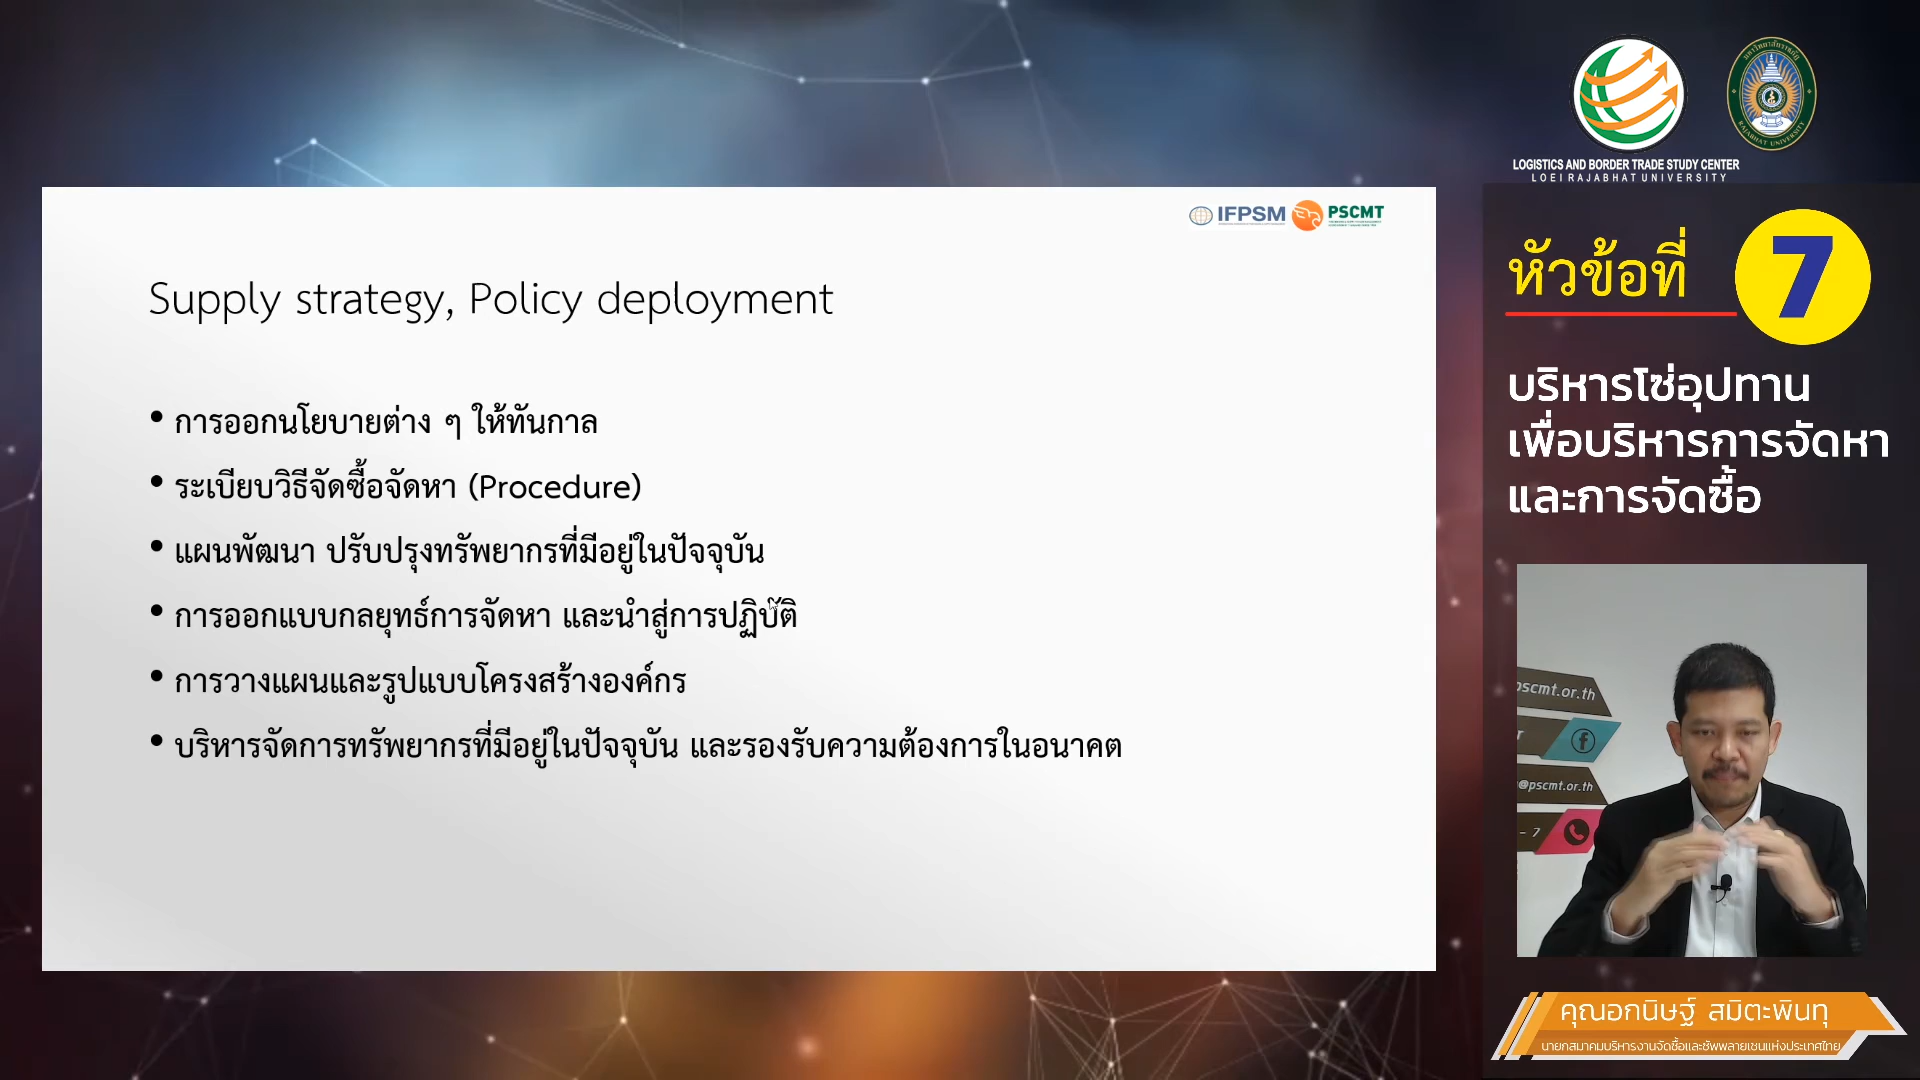 LOGISTICS AND BORDER TRADE STUDY CENTER
LOEI RAJABHAT UNIVERSITY
IFPSM
PSCMT
Supply strategy, Policy deployment
• การออกนโยบายต่าง ๆ ให้ทันกาล
• ระเบียบวิธีจัดซื้อจัดหา (Procedure)
• แผนพัฒนา ปรับปรุงทรัพยากรที่มีอยู่ในปัจจุบัน
• การออกแบบกลยุทธ์การจัดหา และนำสู่การปฏิบัติ
• การวางแผนและรูปแบบโครงสร้างองค์กร
• บริหารจัดการทรัพยากรที่มีอยู่ในปัจจุบัน และรองรับความต้องการในอนาคต
หัวข้อที่ 7
บริหารโซ่อุปทาน
เพื่อบริหารการจัดหา
และการจัดซื้อ
pscmt.or.th
@pscmt.or.th
- 7
คุณอกนิษฐ์ สมิตะพินทุ
นายกสมาคมบริหารงานจัดซื้อและซัพพลายเชนแห่งประเทศไทย